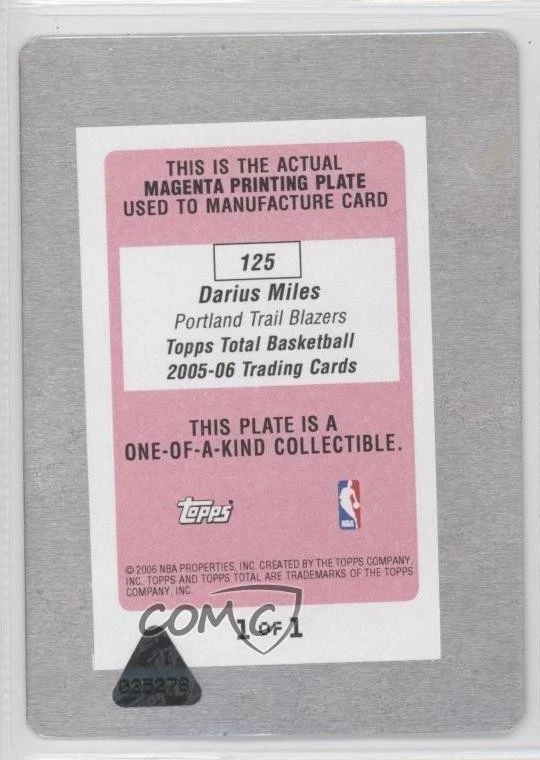 THIS IS THE ACTUAL
MAGENTA PRINTING PLATE
USED TO MANUFACTURE CARD
125
Darius Miles
Portland Trail Blazers
Topps Total Basketball
2005-06 Trading Cards
THIS PLATE IS A
ONE-OF-A-KIND COLLECTIBLE.
topps
NBA
© 2006 NBA PROPERTIES, INC. CREATED BY THE TOPPS COMPANY,
INC. TOPPS AND TOPPS TOTAL ARE TRADEMARKS OF THE TOPPS
COMPANY, INC.
COMC
1 OF 1
025278